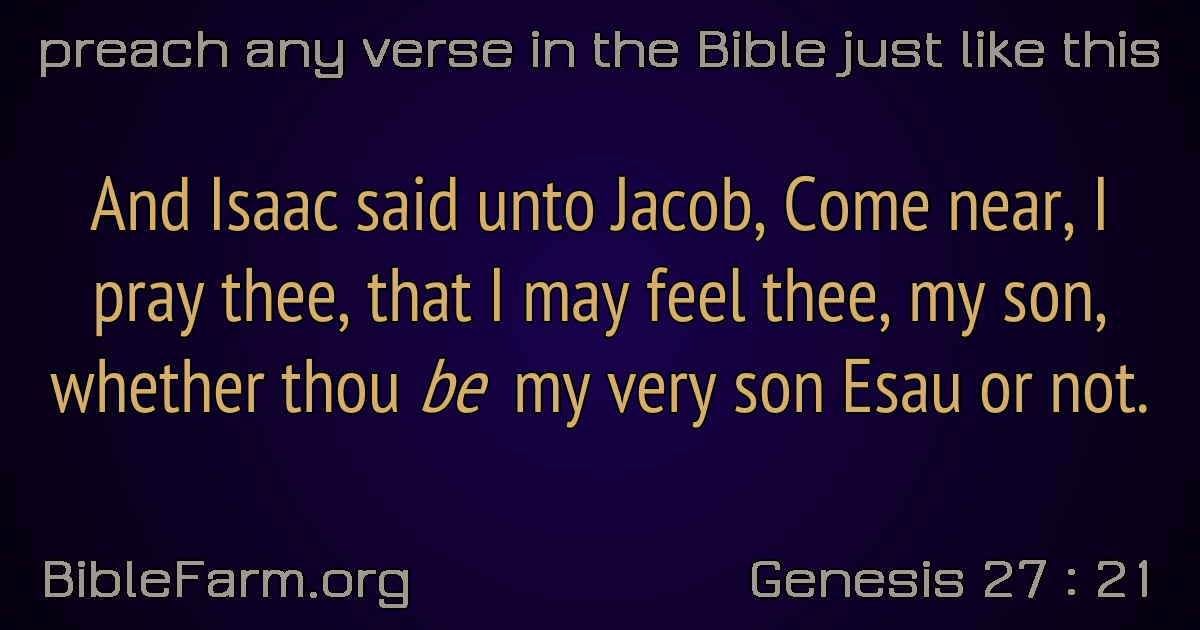 preach any verse in the Bible just like this
And Isaac said unto Jacob, Come near, I
pray thee, that I may feel thee, my son,
whether thou be my very son Esau or not.
BibleFarm.org
Genesis 27 : 21